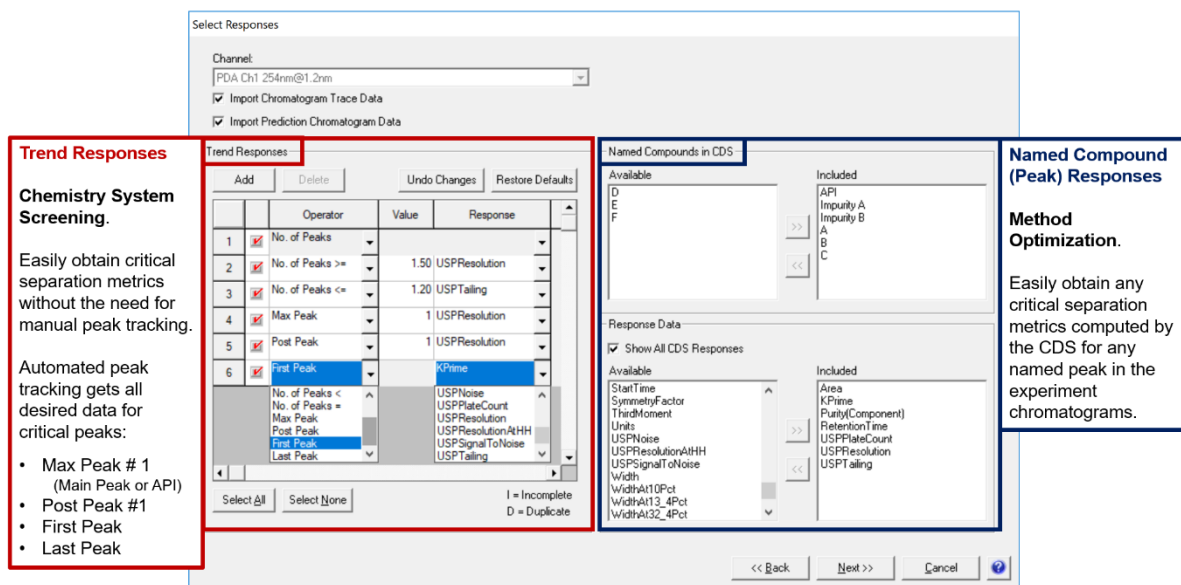 Select Responses
Channel:
PDA Ch1 254nm@1.2nm
Import Chromatogram Trace Data
Import Prediction Chromatogram Data
Trend Responses
Chemistry System
Screening.
Easily obtain critical
separation metrics
without the need for
manual peak tracking.
Automated peak
tracking gets all
desired data for
critical peaks:
• Max Peak # 1
(Main Peak or API)
• Post Peak #1
• First Peak
• Last Peak
Trend Responses
Add Delete Undo Changes Restore Defaults
Operator Value Response
1 No. of Peaks
2 No. of Peaks >= 1.50 USPResolution
3 No. of Peaks <= 1.20 USPTailing
4 Max Peak 1 USPResolution
5 Post Peak 1 USPResolution
6 First Peak KPrime
No. of Peaks < USPNoise
No. of Peaks = USPPlateCount
Max Peak USPResolution
Post Peak USPResolutionAtHH
First Peak USPSignalToNoise
Last Peak USPTailing
Select All Select None
I = Incomplete
D = Duplicate
Named Compounds in CDS
Available
D
E
F
>>
<<
Included
API
Impurity A
Impurity B
A
B
C
Response Data
Show All CDS Responses
Available
StartTime
SymmetryFactor
ThirdMoment
Units
USPNoise
USPResolutionAtHH
USPSignalToNoise
Width
WidthAt10Pct
WidthAt13_4Pct
WidthAt32_4Pct
>>
<<
Included
Area
KPrime
Purity(Component)
RetentionTime
USPPlateCount
USPResolution
USPTailing
Named Compound
(Peak) Responses
Method
Optimization.
Easily obtain any
critical separation
metrics computed by
the CDS for any
named peak in the
experiment
chromatograms.
<< Back Next >> Cancel ?